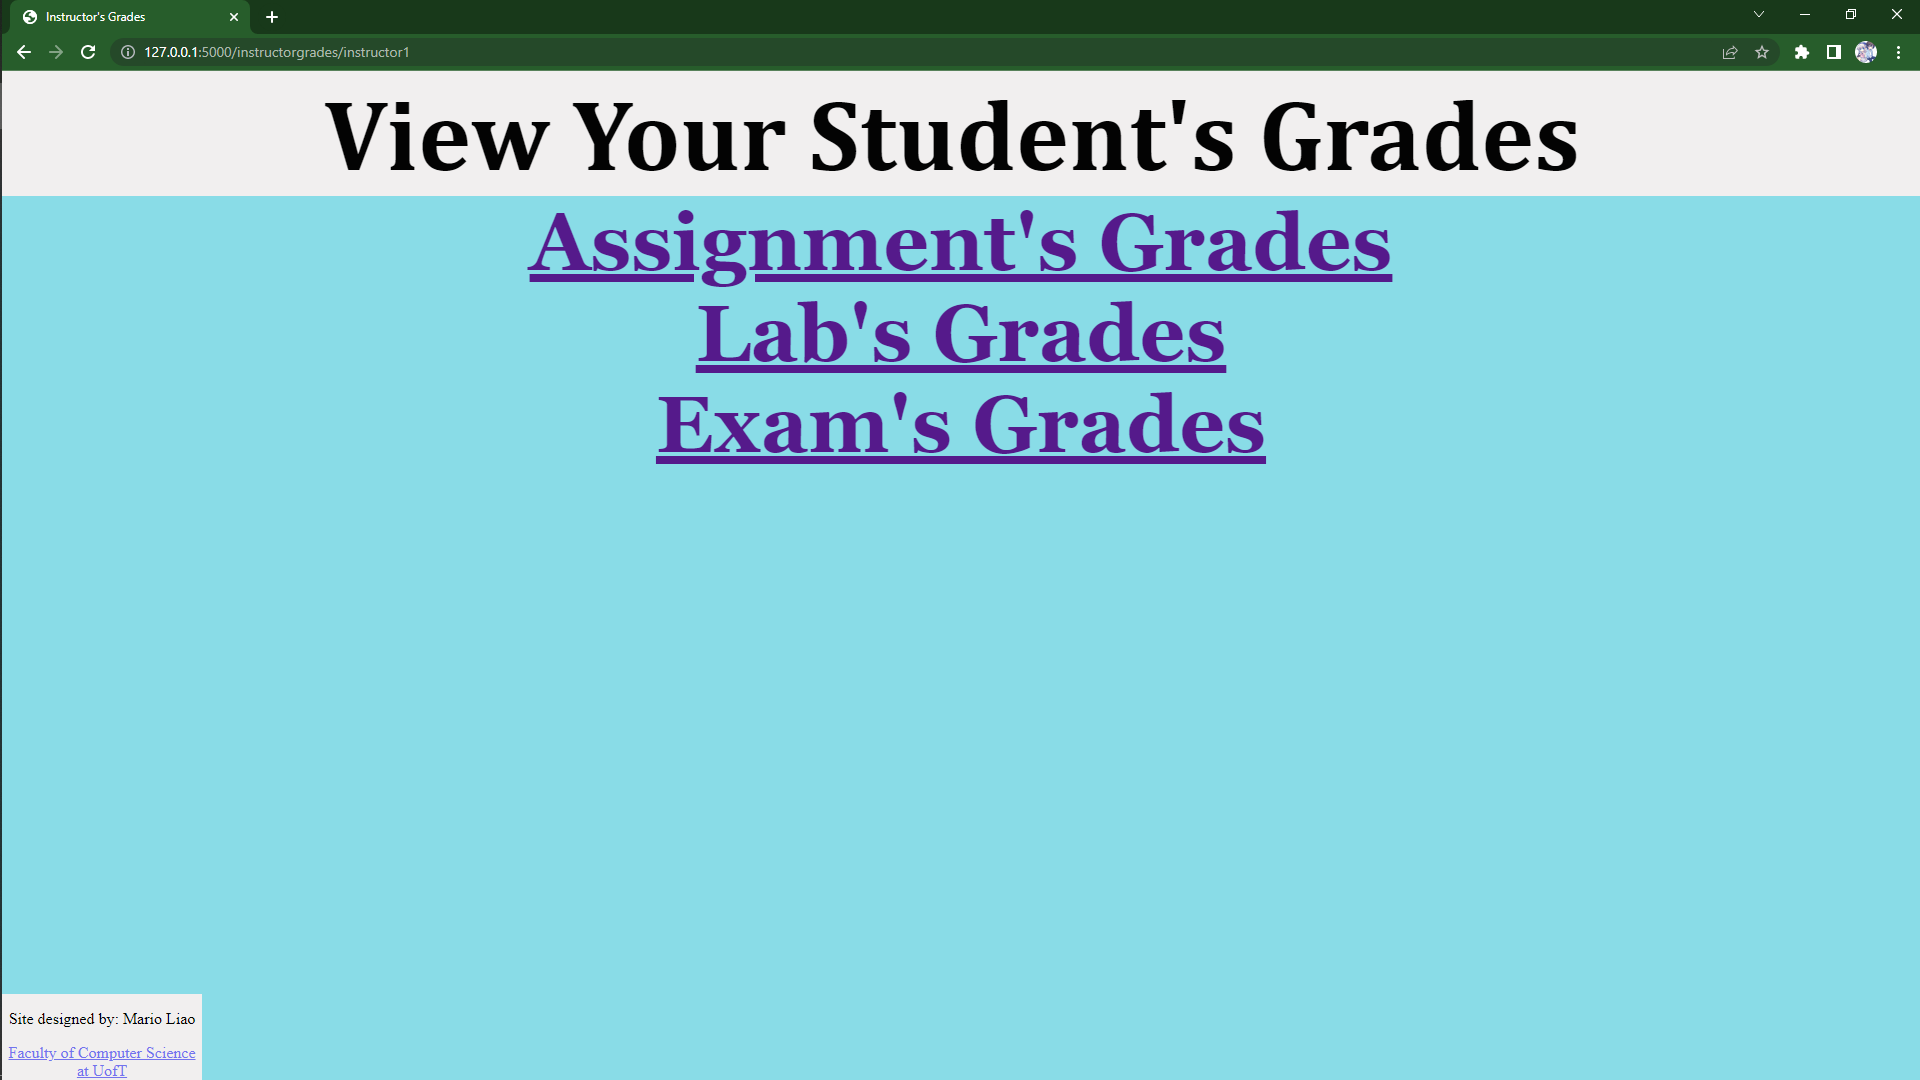 Instructor's Grades
127.0.0.1:5000/instructorgrades/instructor1
View Your Student's Grades
Assignment's Grades
Lab's Grades
Exam's Grades
Site designed by: Mario Liao
Faculty of Computer Science
at UofT